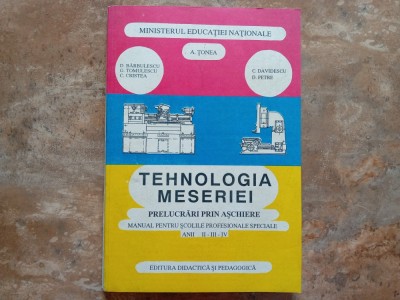 MINISTERUL EDUCAȚIEI NAȚIONALE
A. ȚONEA
D. BĂRBULESCU
D. TOMULESCU
C. CRISTEA
C. DAVIDESCU
D. PETRE
TEHNOLOGIA
MESERIEI
PRELUCRĂRI PRIN AȘCHIERE
MANUAL PENTRU ȘCOLILE PROFESIONALE SPECIALE
ANII II - III - IV
EDITURA DIDACTICĂ ȘI PEDAGOGICĂ